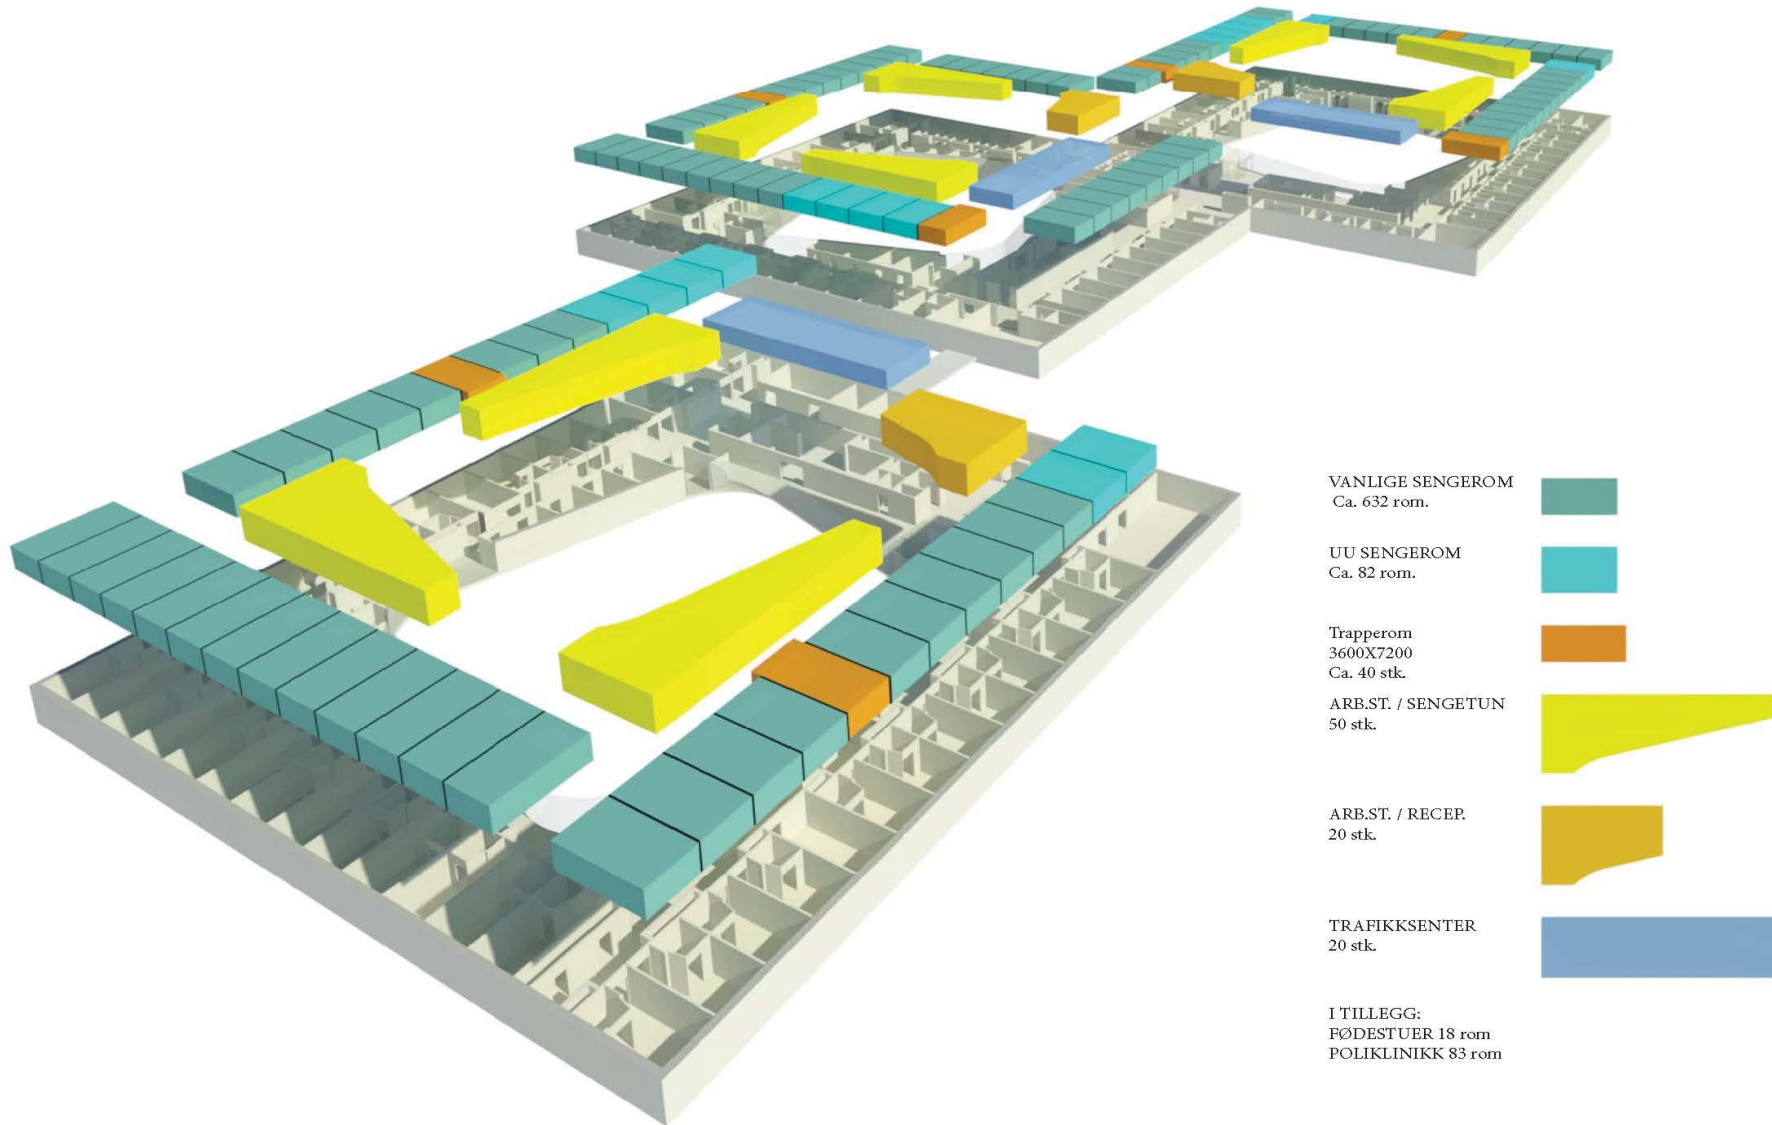 VANLIGE SENGEROM
Ca. 632 rom.
UU SENGEROM
Ca. 82 rom.
Trapperom
3600X7200
Ca. 40 stk.
ARB.ST. / SENGETUN
50 stk.
ARB.ST. / RECEP.
20 stk.
TRAFIKKSENTER
20 stk.
I TILLEGG:
FØDESTUER 18 rom
POLIKLINIKK 83 rom